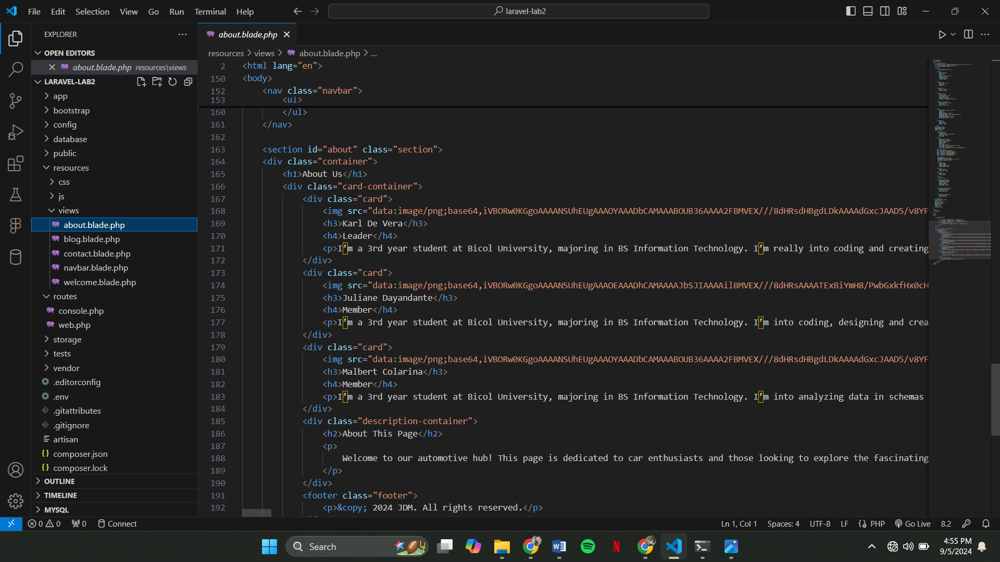 File Edit Selection View Go Run Terminal Help
laravel-lab2
EXPLORER
OPEN EDITORS
about.blade.php resources\views
LARAVEL-LAB2
app
bootstrap
config
database
public
resources
css
js
views
about.blade.php
blog.blade.php
contact.blade.php
navbar.blade.php
welcome.blade.php
routes
console.php
web.php
storage
tests
vendor
.editorconfig
.env
.gitattributes
.gitignore
artisan
composer.json
composer.lock
OUTLINE
TIMELINE
MYSQL
about.blade.php
resources > views > about.blade.php > ...
2 <html lang="en">
150 <body>
152 <nav class="navbar">
153 <ul>
160 </ul>
161 </nav>
162
163 <section id="about" class="section">
164 <div class="container">
165 <h1>About Us</h1>
166 <div class="card-container">
167 <div class="card">
168 <img src="data:image/png;base64,iVBORw0KGgoAAAANSUhEUgAAAOYAAADbCAMAAABOUB36AAAA2FBMVEX///8dHRsdHBgdLDkAAAAdGxcJAAD5/v8YF
169 <h3>Karl De Vera</h3>
170 <h4>Leader</h4>
171 <p>I’m a 3rd year student at Bicol University, majoring in BS Information Technology. I’m really into coding and creating
172 </div>
173 <div class="card">
174 <img src="data:image/png;base64,iVBORw0KGgoAAAANSUhEUgAAAOEAAADhCAMAAAAJbSJIAAAAilBMVEX///8dHRsAAAATExBiYmH8/PwbGxkfHx0cH
175 <h3>Juliane Dayandante</h3>
176 <h4>Member</h4>
177 <p>I’m a 3rd year student at Bicol University, majoring in BS Information Technology. I’m into coding, designing and crea
178 </div>
179 <div class="card">
180 <img src="data:image/png;base64,iVBORw0KGgoAAAANSUhEUgAAAOYAAADbCAMAAABOUB36AAAA2FBMVEX///8dHRsdHBgdLDkAAAAdGxcJAAD5/v8YF
181 <h3>Malbert Colarina</h3>
182 <h4>Member</h4>
183 <p>I’m a 3rd year student at Bicol University, majoring in BS Information Technology. I’m into analyzing data in schemas
184 </div>
185 <div class="description-container">
186 <h2>About This Page</h2>
187 <p>
188 Welcome to our automotive hub! This page is dedicated to car enthusiasts and those looking to explore the fascinating
189 </p>
190 </div>
191 <footer class="footer">
192 <p>&copy; 2024 JDM. All rights reserved.</p>
0 0 0 Connect
Ln 1, Col 1 Spaces: 4 UTF-8 LF PHP Go Live 8.2
Search
4:55 PM
9/5/2024